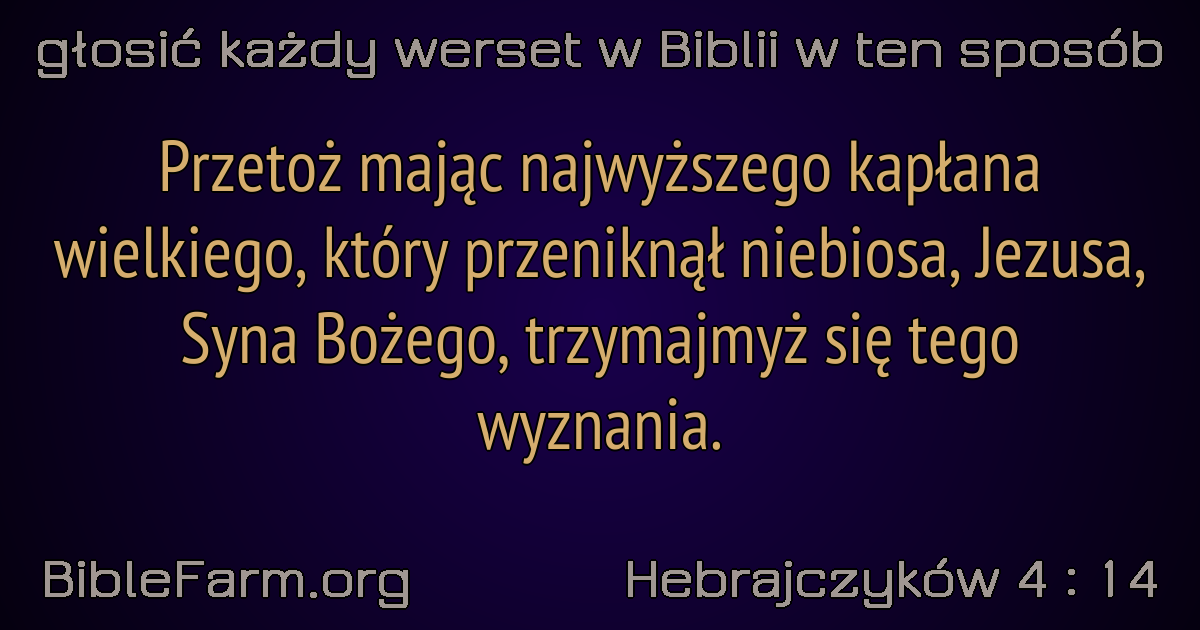 głosić każdy werset w Biblii w ten sposób
Przetoż mając najwyższego kapłana
wielkiego, który przeniknął niebiosa, Jezusa,
Syna Bożego, trzymajmyż się tego
wyznania.
BibleFarm.org
Hebrajczyków 4 : 14